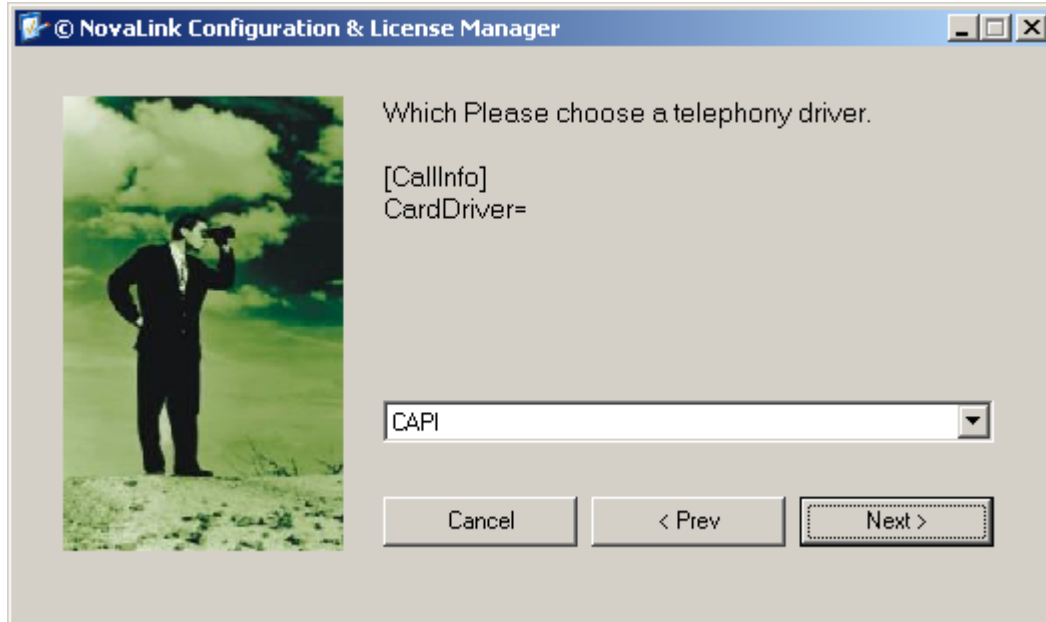 © NovaLink Configuration & License Manager
Which Please choose a telephony driver.
[CallInfo]
CardDriver=
CAPI
Cancel
< Prev
Next >